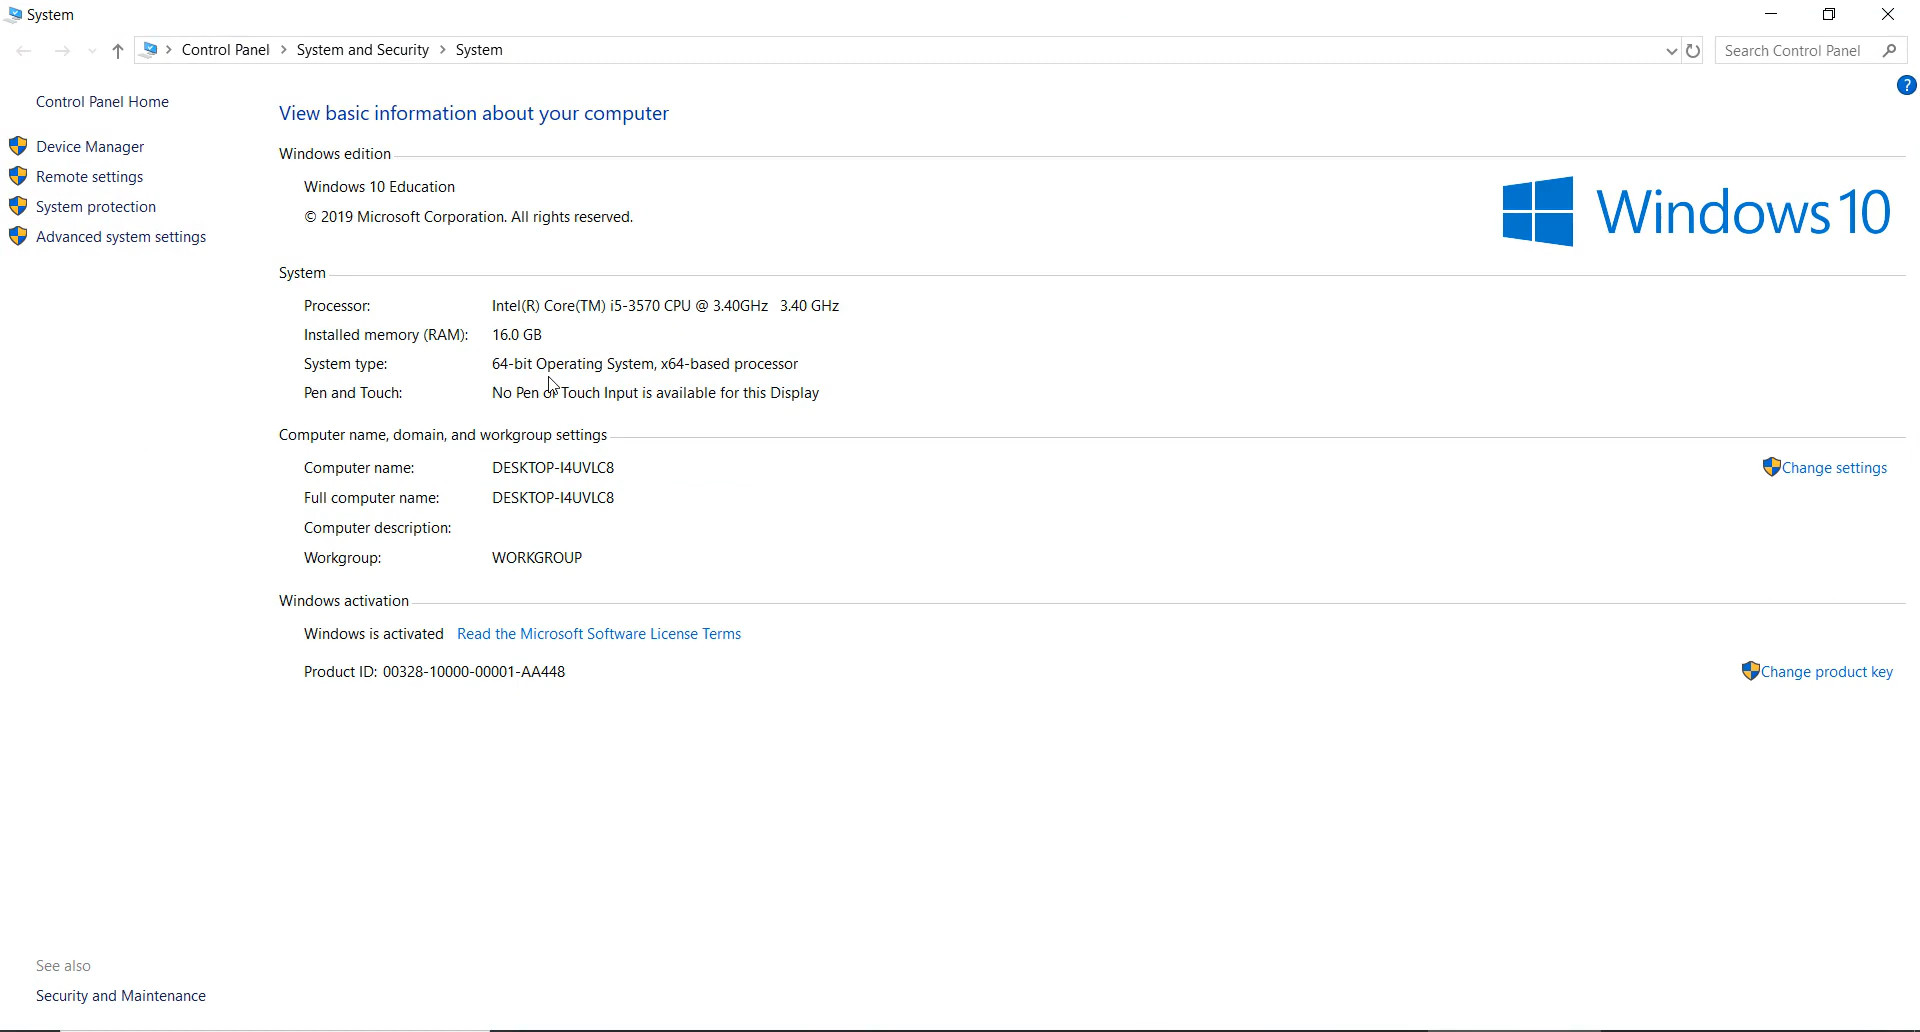 System
Control Panel > System and Security > System
Search Control Panel
?
Control Panel Home
Device Manager
Remote settings
System protection
Advanced system settings
View basic information about your computer
Windows edition
Windows 10 Education
© 2019 Microsoft Corporation. All rights reserved.
Windows 10
System
Processor: Intel(R) Core(TM) i5-3570 CPU @ 3.40GHz 3.40 GHz
Installed memory (RAM): 16.0 GB
System type: 64-bit Operating System, x64-based processor
Pen and Touch: No Pen or Touch Input is available for this Display
Computer name, domain, and workgroup settings
Computer name: DESKTOP-I4UVLC8
Change settings
Full computer name: DESKTOP-I4UVLC8
Computer description:
Workgroup: WORKGROUP
Windows activation
Windows is activated Read the Microsoft Software License Terms
Product ID: 00328-10000-00001-AA448
Change product key
See also
Security and Maintenance